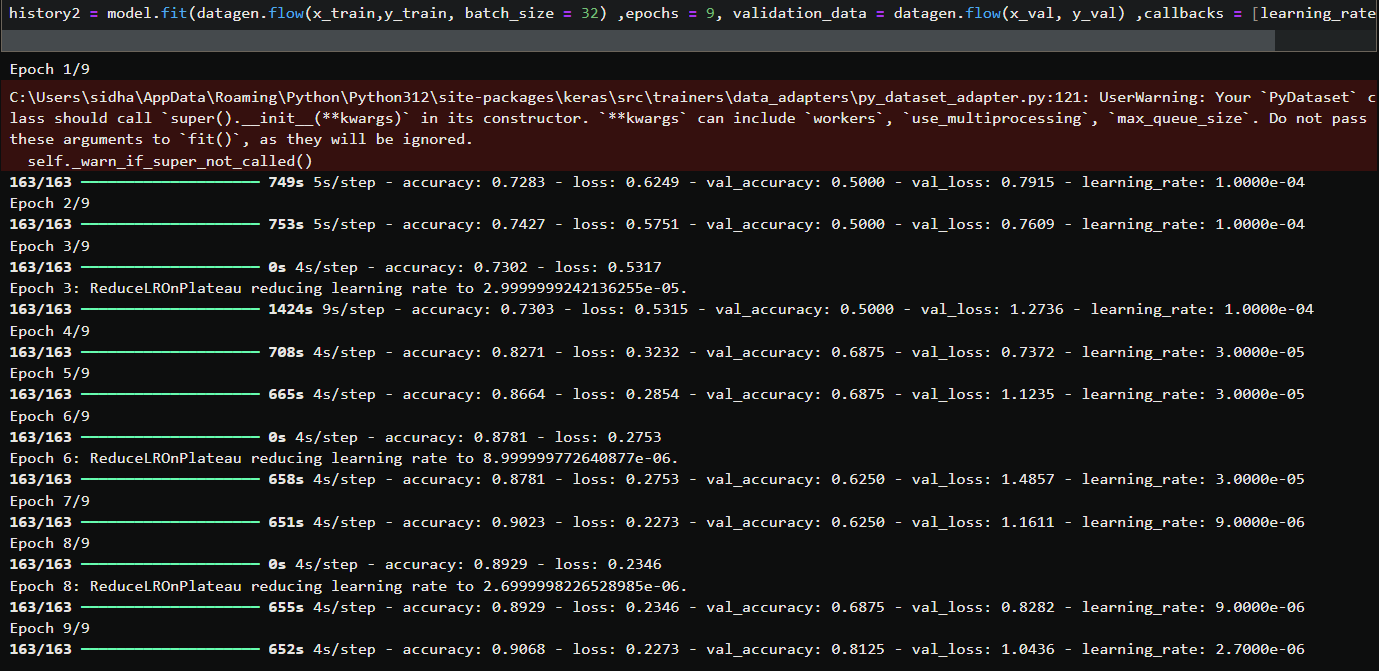 history2 = model.fit(datagen.flow(x_train,y_train, batch_size = 32) ,epochs = 9, validation_data = datagen.flow(x_val, y_val) ,callbacks = [learning_rate
Epoch 1/9
C:\Users\sidha\AppData\Roaming\Python\Python312\site-packages\keras\src\trainers\data_adapters\py_dataset_adapter.py:121: UserWarning: Your `PyDataset` c
lass should call `super().__init__(**kwargs)` in its constructor. `**kwargs` can include `workers`, `use_multiprocessing`, `max_queue_size`. Do not pass
these arguments to `fit()`, as they will be ignored.
self._warn_if_super_not_called()
163/163 ━━━━━━━━━━━━━━━━━━━━ 749s 5s/step - accuracy: 0.7283 - loss: 0.6249 - val_accuracy: 0.5000 - val_loss: 0.7915 - learning_rate: 1.0000e-04
Epoch 2/9
163/163 ━━━━━━━━━━━━━━━━━━━━ 753s 5s/step - accuracy: 0.7427 - loss: 0.5751 - val_accuracy: 0.5000 - val_loss: 0.7609 - learning_rate: 1.0000e-04
Epoch 3/9
163/163 ━━━━━━━━━━━━━━━━━━━━ 0s 4s/step - accuracy: 0.7302 - loss: 0.5317
Epoch 3: ReduceLROnPlateau reducing learning rate to 2.9999999242136255e-05.
163/163 ━━━━━━━━━━━━━━━━━━━━ 1424s 9s/step - accuracy: 0.7303 - loss: 0.5315 - val_accuracy: 0.5000 - val_loss: 1.2736 - learning_rate: 1.0000e-04
Epoch 4/9
163/163 ━━━━━━━━━━━━━━━━━━━━ 708s 4s/step - accuracy: 0.8271 - loss: 0.3232 - val_accuracy: 0.6875 - val_loss: 0.7372 - learning_rate: 3.0000e-05
Epoch 5/9
163/163 ━━━━━━━━━━━━━━━━━━━━ 665s 4s/step - accuracy: 0.8664 - loss: 0.2854 - val_accuracy: 0.6875 - val_loss: 1.1235 - learning_rate: 3.0000e-05
Epoch 6/9
163/163 ━━━━━━━━━━━━━━━━━━━━ 0s 4s/step - accuracy: 0.8781 - loss: 0.2753
Epoch 6: ReduceLROnPlateau reducing learning rate to 8.999999772640877e-06.
163/163 ━━━━━━━━━━━━━━━━━━━━ 658s 4s/step - accuracy: 0.8781 - loss: 0.2753 - val_accuracy: 0.6250 - val_loss: 1.4857 - learning_rate: 3.0000e-05
Epoch 7/9
163/163 ━━━━━━━━━━━━━━━━━━━━ 651s 4s/step - accuracy: 0.9023 - loss: 0.2273 - val_accuracy: 0.6250 - val_loss: 1.1611 - learning_rate: 9.0000e-06
Epoch 8/9
163/163 ━━━━━━━━━━━━━━━━━━━━ 0s 4s/step - accuracy: 0.8929 - loss: 0.2346
Epoch 8: ReduceLROnPlateau reducing learning rate to 2.6999998226528985e-06.
163/163 ━━━━━━━━━━━━━━━━━━━━ 655s 4s/step - accuracy: 0.8929 - loss: 0.2346 - val_accuracy: 0.6875 - val_loss: 0.8282 - learning_rate: 9.0000e-06
Epoch 9/9
163/163 ━━━━━━━━━━━━━━━━━━━━ 652s 4s/step - accuracy: 0.9068 - loss: 0.2273 - val_accuracy: 0.8125 - val_loss: 1.0436 - learning_rate: 2.7000e-06